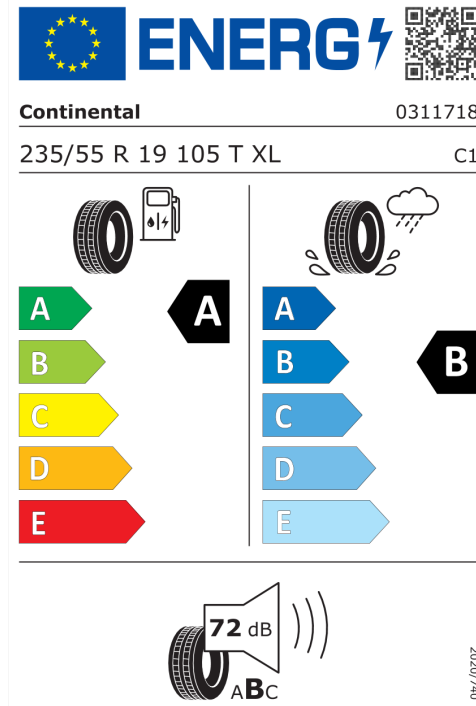 ENERG
Continental 0311718
235/55 R 19 105 T XL C1
A A
B
C
D
E
A
B B
C
D
E
72 dB
ABC
2020/740